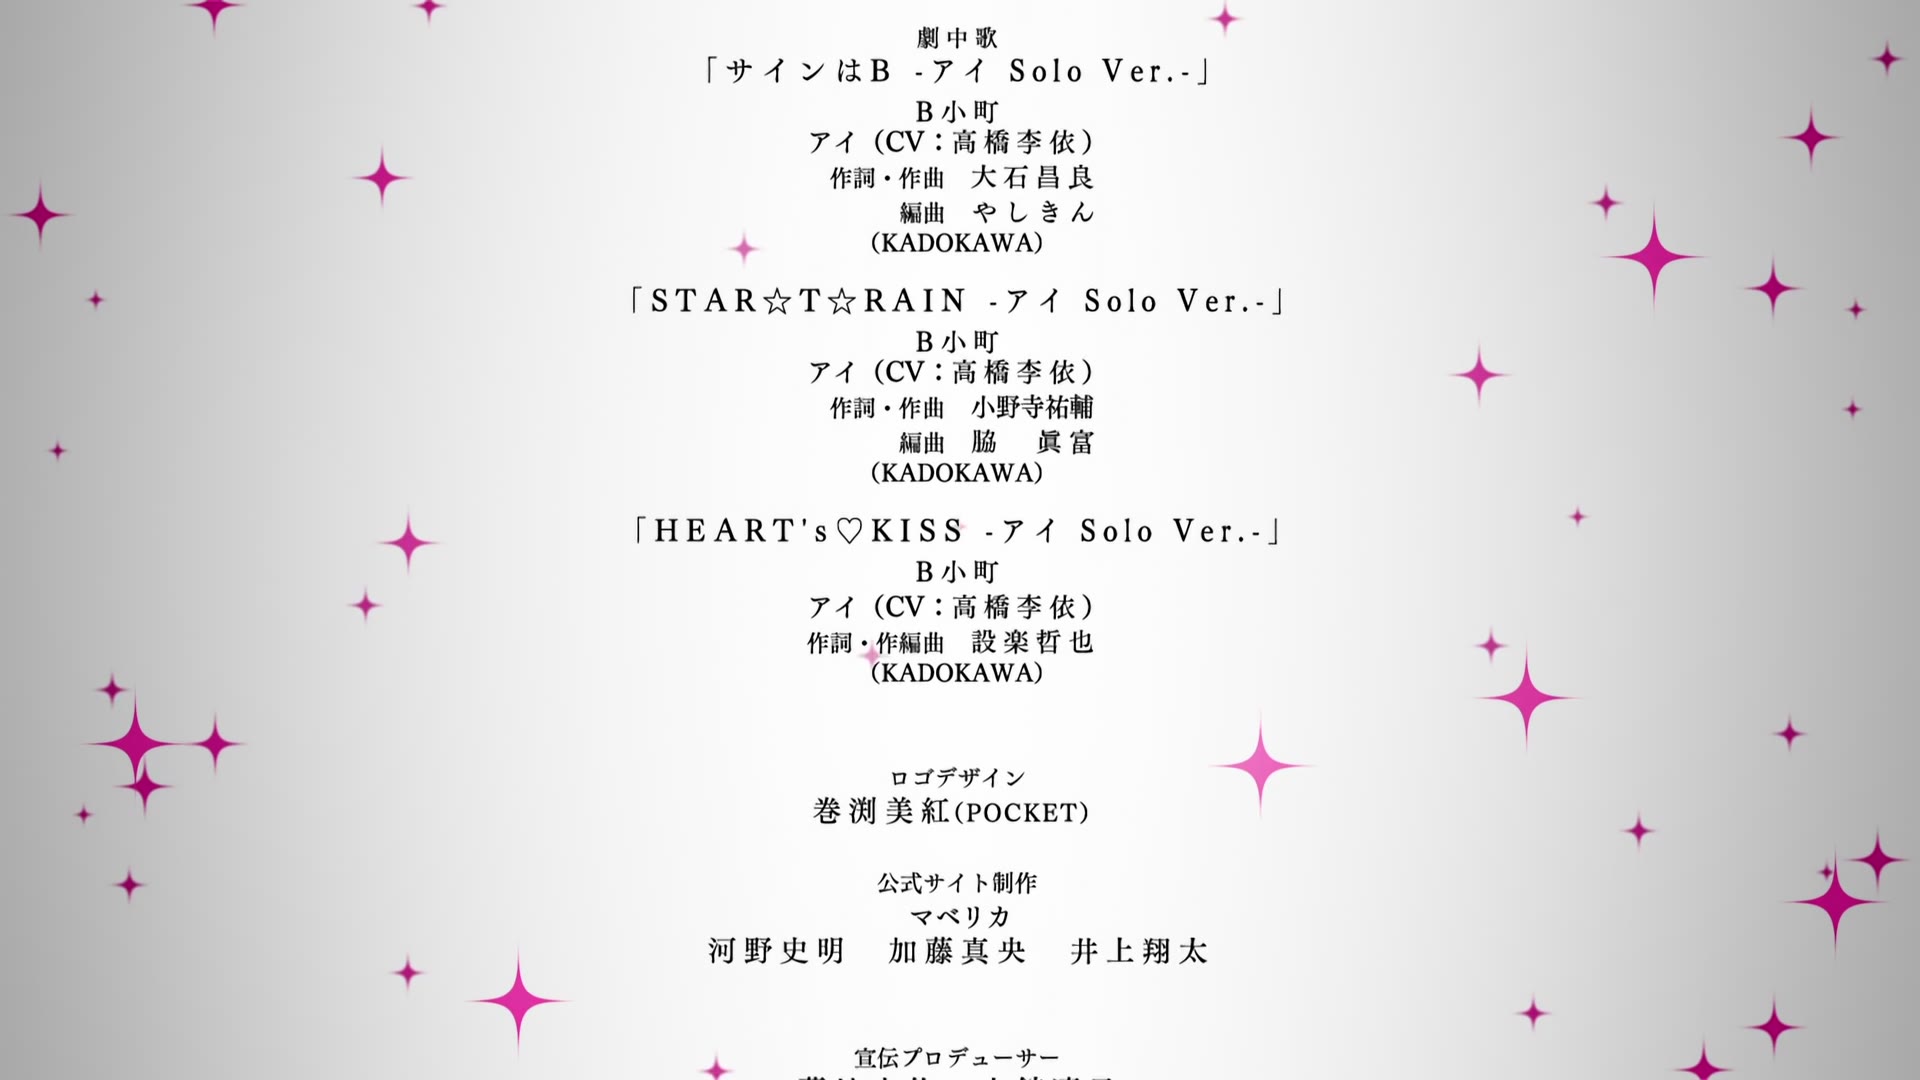 劇中歌
「サインはB -アイ Solo Ver.-」
B小町
アイ（CV：高橋李依）
作詞・作曲　大石昌良
編曲　やしきん
（KADOKAWA）
「STAR☆T☆RAIN -アイ Solo Ver.-」
B小町
アイ（CV：高橋李依）
作詞・作曲　小野寺祐輔
編曲　脇　眞富
（KADOKAWA）
「HEART's♡KISS -アイ Solo Ver.-」
B小町
アイ（CV：高橋李依）
作詞・作編曲　設楽哲也
（KADOKAWA）
ロゴデザイン
巻渕美紅(POCKET)
公式サイト制作
マベリカ
河野史明　加藤真央　井上翔太
宣伝プロデューサー